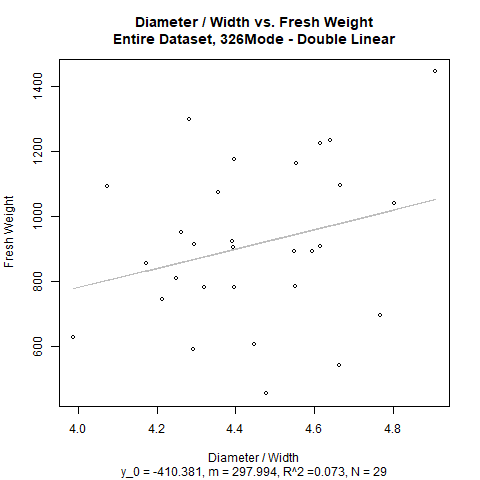 Diameter / Width vs. Fresh Weight
Entire Dataset, 326Mode - Double Linear
1400
1200
1000
800
600
Fresh Weight
4.0 4.2 4.4 4.6 4.8
Diameter / Width
y_0 = -410.381, m = 297.994, R^2 =0.073, N = 29